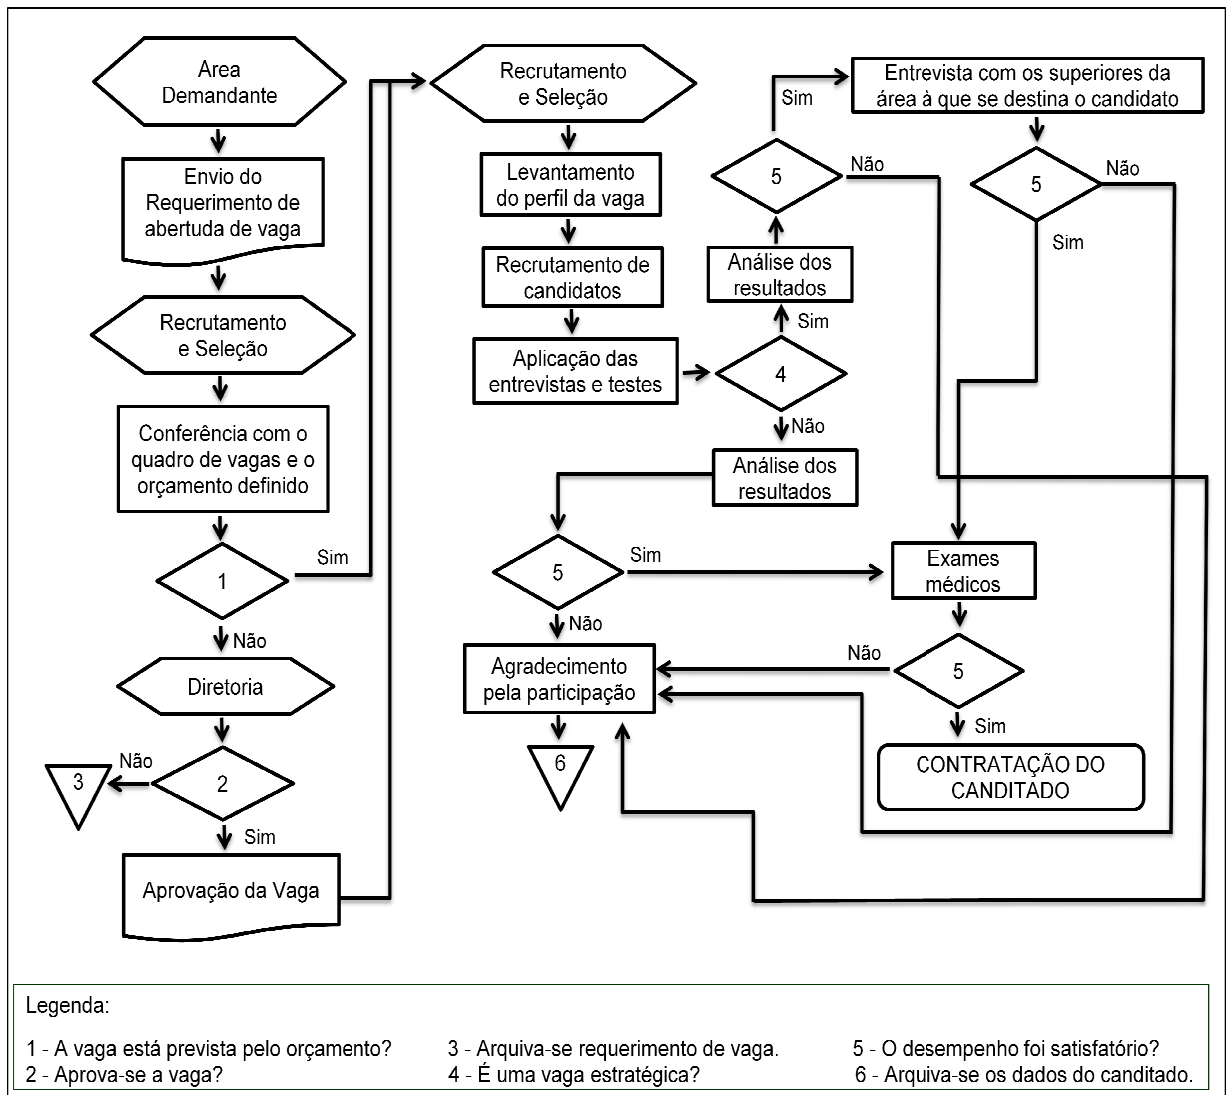 Area
Demandante
Envio do
Requerimento de
abertuda de vaga
Recrutamento
e Seleção
Conferência com o
quadro de vagas e o
orçamento definido
1
Sim
Não
Diretoria
2
Não
3
Sim
Aprovação da Vaga
Recrutamento
e Seleção
Levantamento
do perfil da vaga
Recrutamento de
candidatos
Aplicação das
entrevistas e testes
4
Sim
Análise dos
resultados
5
Sim
Não
Entrevista com os superiores da
área à que se destina o candidato
5
Não
Sim
Não
Análise dos
resultados
5
Sim
Não
Exames
médicos
5
Não
Sim
Agradecimento
pela participação
6
CONTRATAÇÃO DO
CANDITADO
Legenda:
1 - A vaga está prevista pelo orçamento?
2 - Aprova-se a vaga?
3 - Arquiva-se requerimento de vaga.
4 - É uma vaga estratégica?
5 - O desempenho foi satisfatório?
6 - Arquiva-se os dados do canditado.